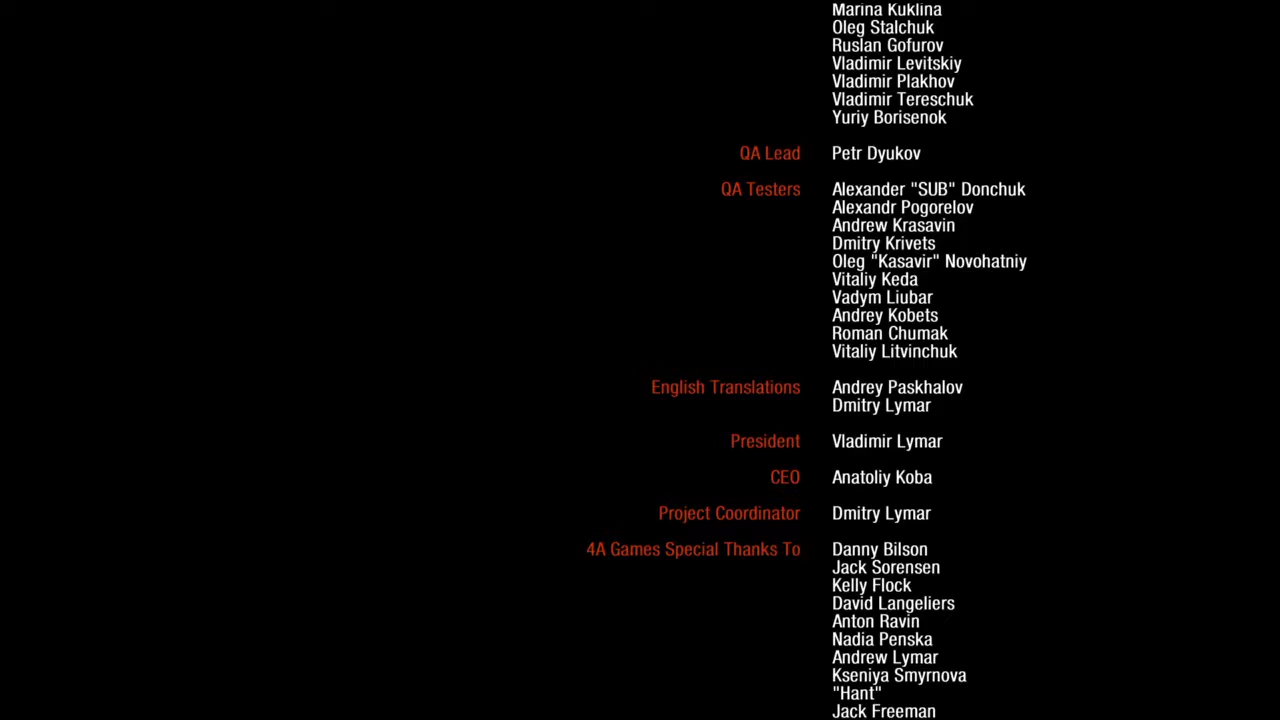 Marina Kuklina
Oleg Stalchuk
Ruslan Gofurov
Vladimir Levitskiy
Vladimir Plakhov
Vladimir Tereschuk
Yuriy Borisenok
QA Lead Petr Dyukov
QA Testers Alexander "SUB" Donchuk
Alexandr Pogorelov
Andrew Krasavin
Dmitry Krivets
Oleg "Kasavir" Novohatniy
Vitaliy Keda
Vadym Liubar
Andrey Kobets
Roman Chumak
Vitaliy Litvinchuk
English Translations Andrey Paskhalov
Dmitry Lymar
President Vladimir Lymar
CEO Anatoliy Koba
Project Coordinator Dmitry Lymar
4A Games Special Thanks To Danny Bilson
Jack Sorensen
Kelly Flock
David Langeliers
Anton Ravin
Nadia Penska
Andrew Lymar
Kseniya Smyrnova
"Hant"
Jack Freeman